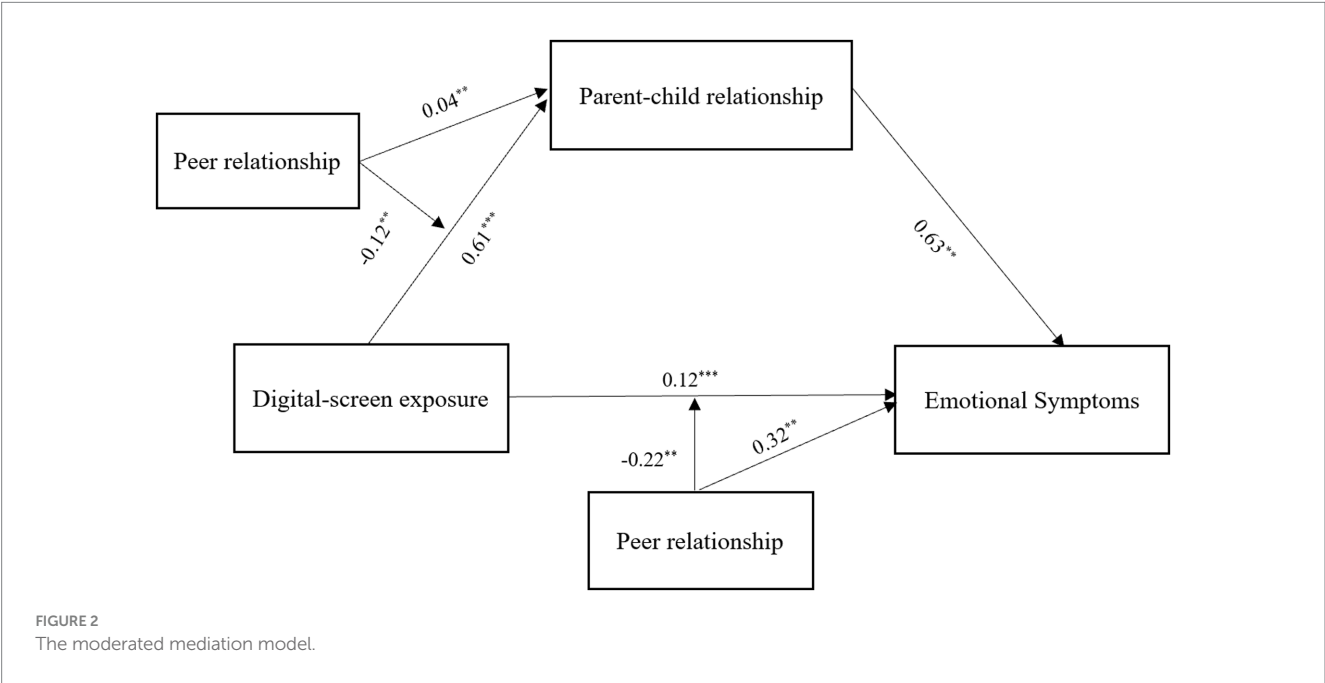 Parent-child relationship
0.04**
Peer relationship
-0.12**
0.61***
0.63**
0.12***
Digital-screen exposure
Emotional Symptoms
0.32**
-0.22**
Peer relationship
FIGURE 2
The moderated mediation model.